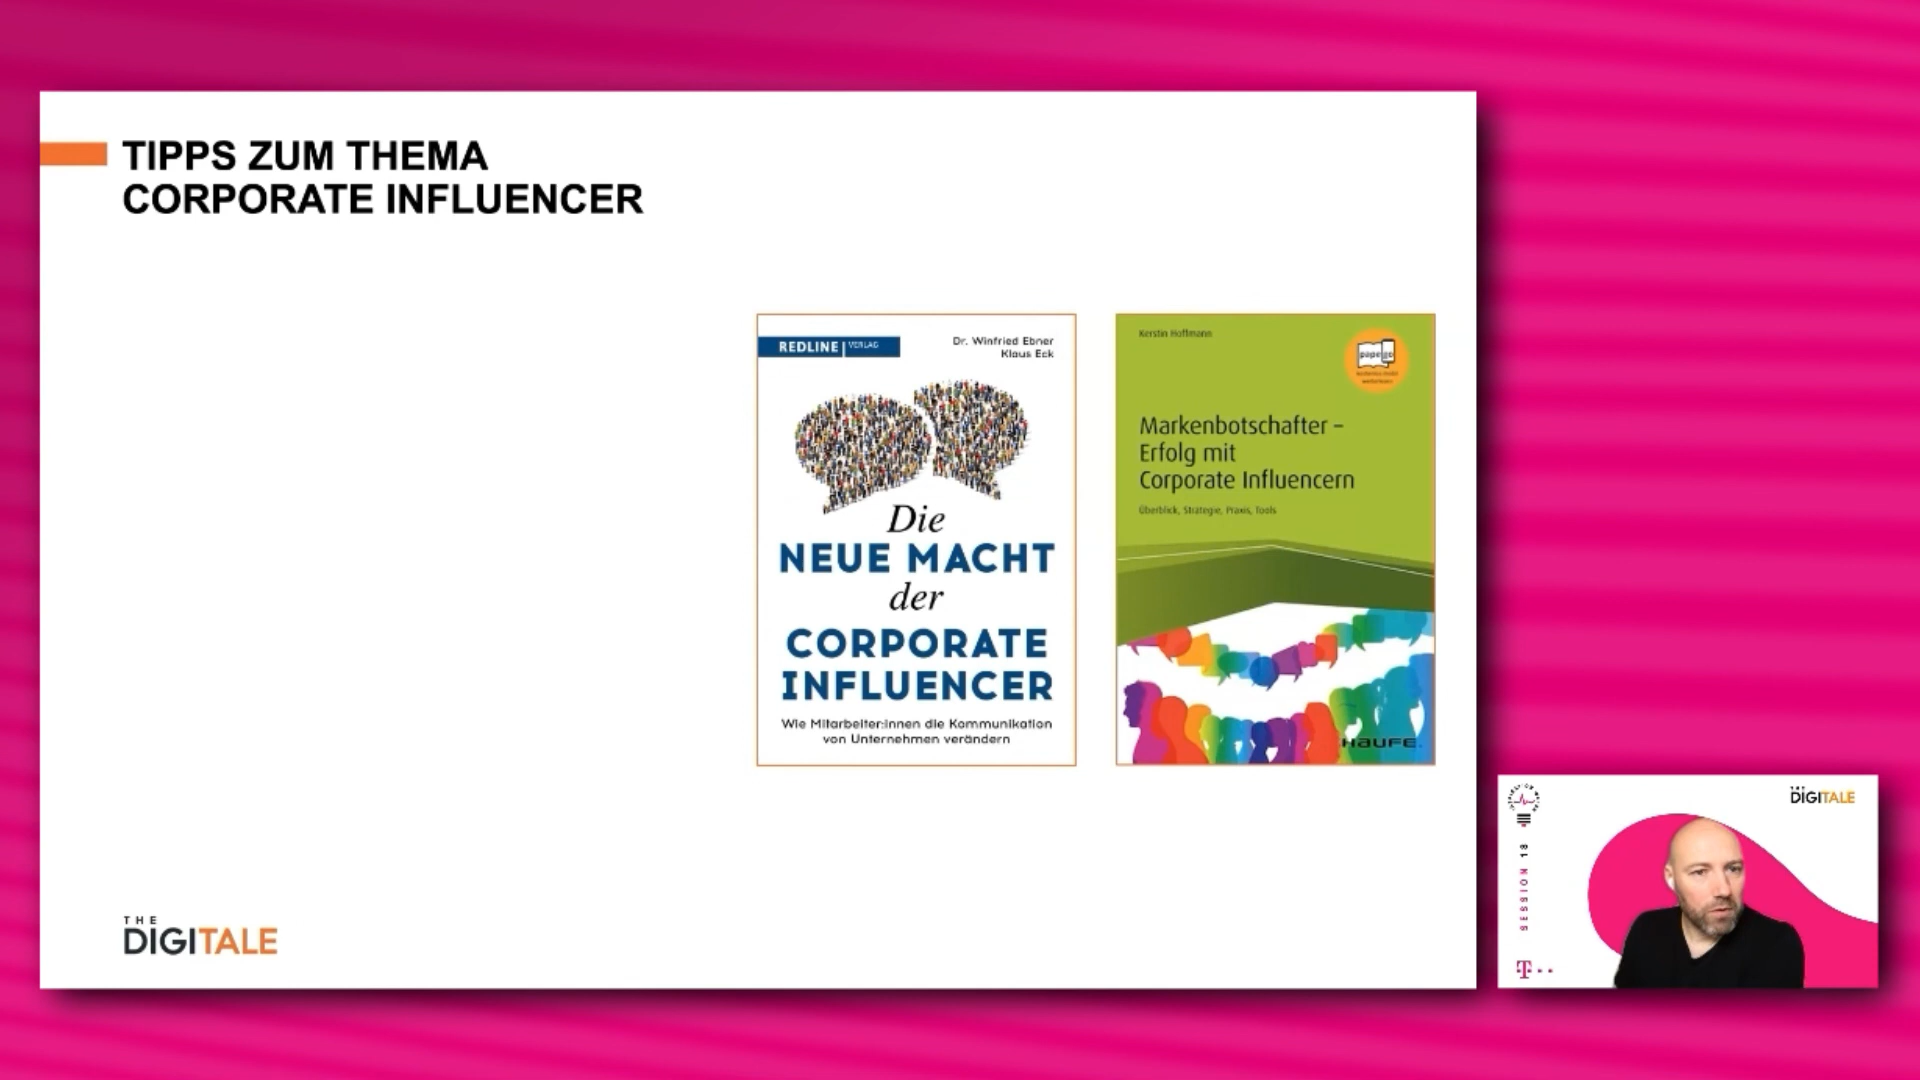 TIPPS ZUM THEMA
CORPORATE INFLUENCER
REDLINE | VERLAG
Dr. Winfried Ebner
Klaus Eck
Die
NEUE MACHT
der
CORPORATE
INFLUENCER
Wie Mitarbeiter:innen die Kommunikation
von Unternehmen verändern
Kerstin Hoffmann
papego
Markenbotschafter –
Erfolg mit
Corporate Influencern
Überblick, Strategie, Praxis, Tools
HAUFE.
THE
DIGITALE
THE
DIGITALE
SESSION 18
T